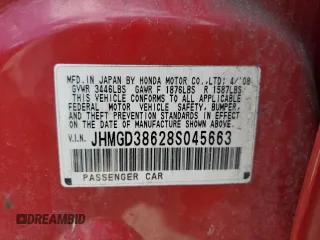 MFD. IN JAPAN BY HONDA MOTOR CO.,LTD: 4/08
GVWR 3446LBS GAWR F 1876LBS R 1587LBS
THIS VEHICLE CONFORMS TO ALL APPLICABLE
FEDERAL MOTOR VEHICLE SAFETY, BUMPER,
AND THEFT PREVENTION STANDARDS IN EFFECT
ON THE DATE OF MANUFACTURE SHOWN ABOVE.
V.I.N. JHMGD38628S045663
PASSENGER CAR
DREAMBID